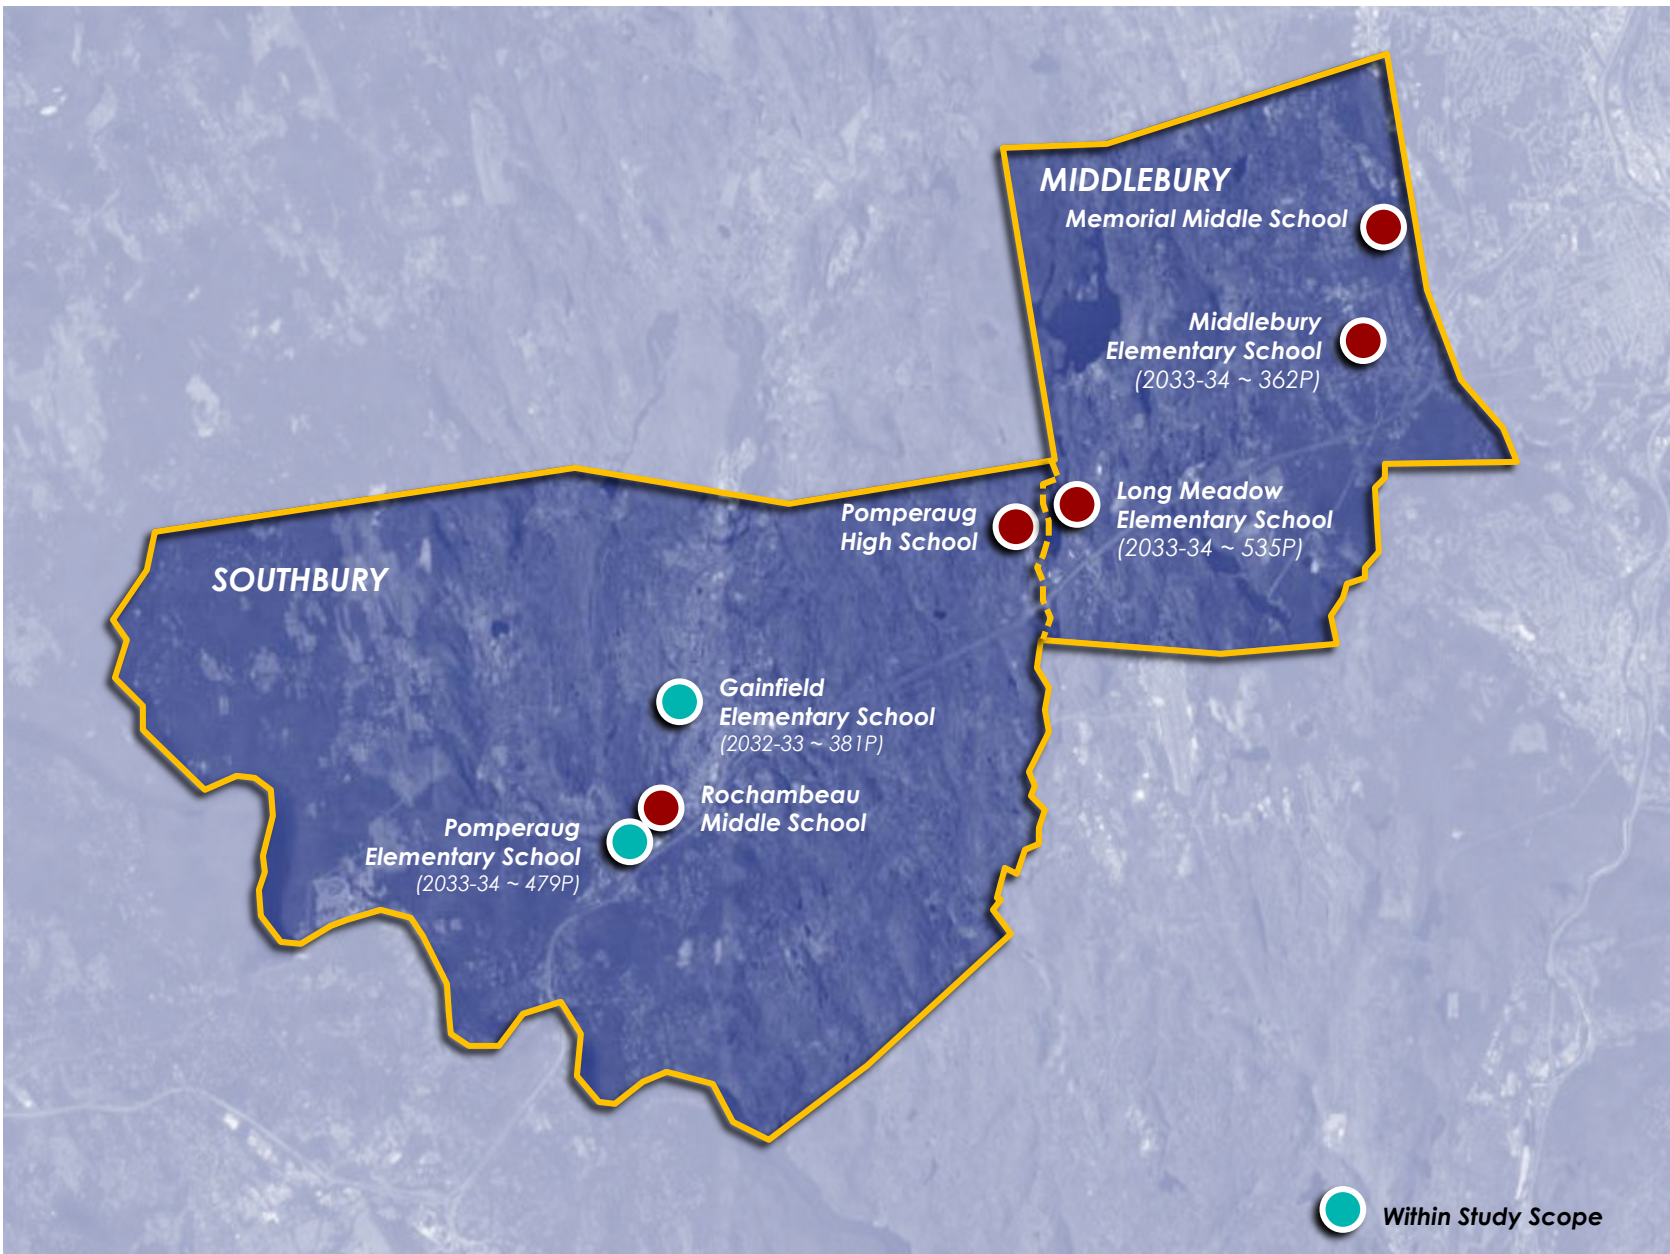 MIDDLEBURY
Memorial Middle School
Middlebury
Elementary School
(2033-34 ~ 362P)
Long Meadow
Elementary School
(2033-34 ~ 535P)
Pomperaug
High School
SOUTHBURY
Gainfield
Elementary School
(2032-33 ~ 381P)
Rochambeau
Middle School
Pomperaug
Elementary School
(2033-34 ~ 479P)
Within Study Scope